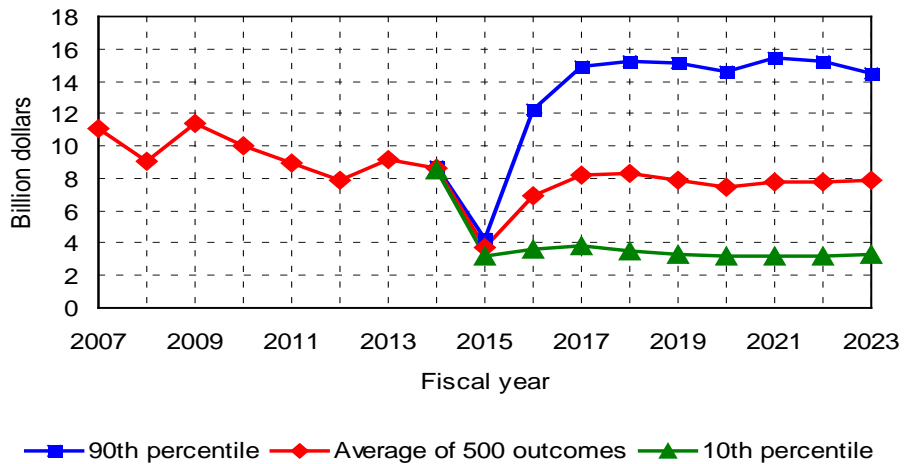 18
16
14
12
10
8
6
4
2
0
Billion dollars
2007 2009 2011 2013 2015 2017 2019 2021 2023
Fiscal year
90th percentile Average of 500 outcomes 10th percentile